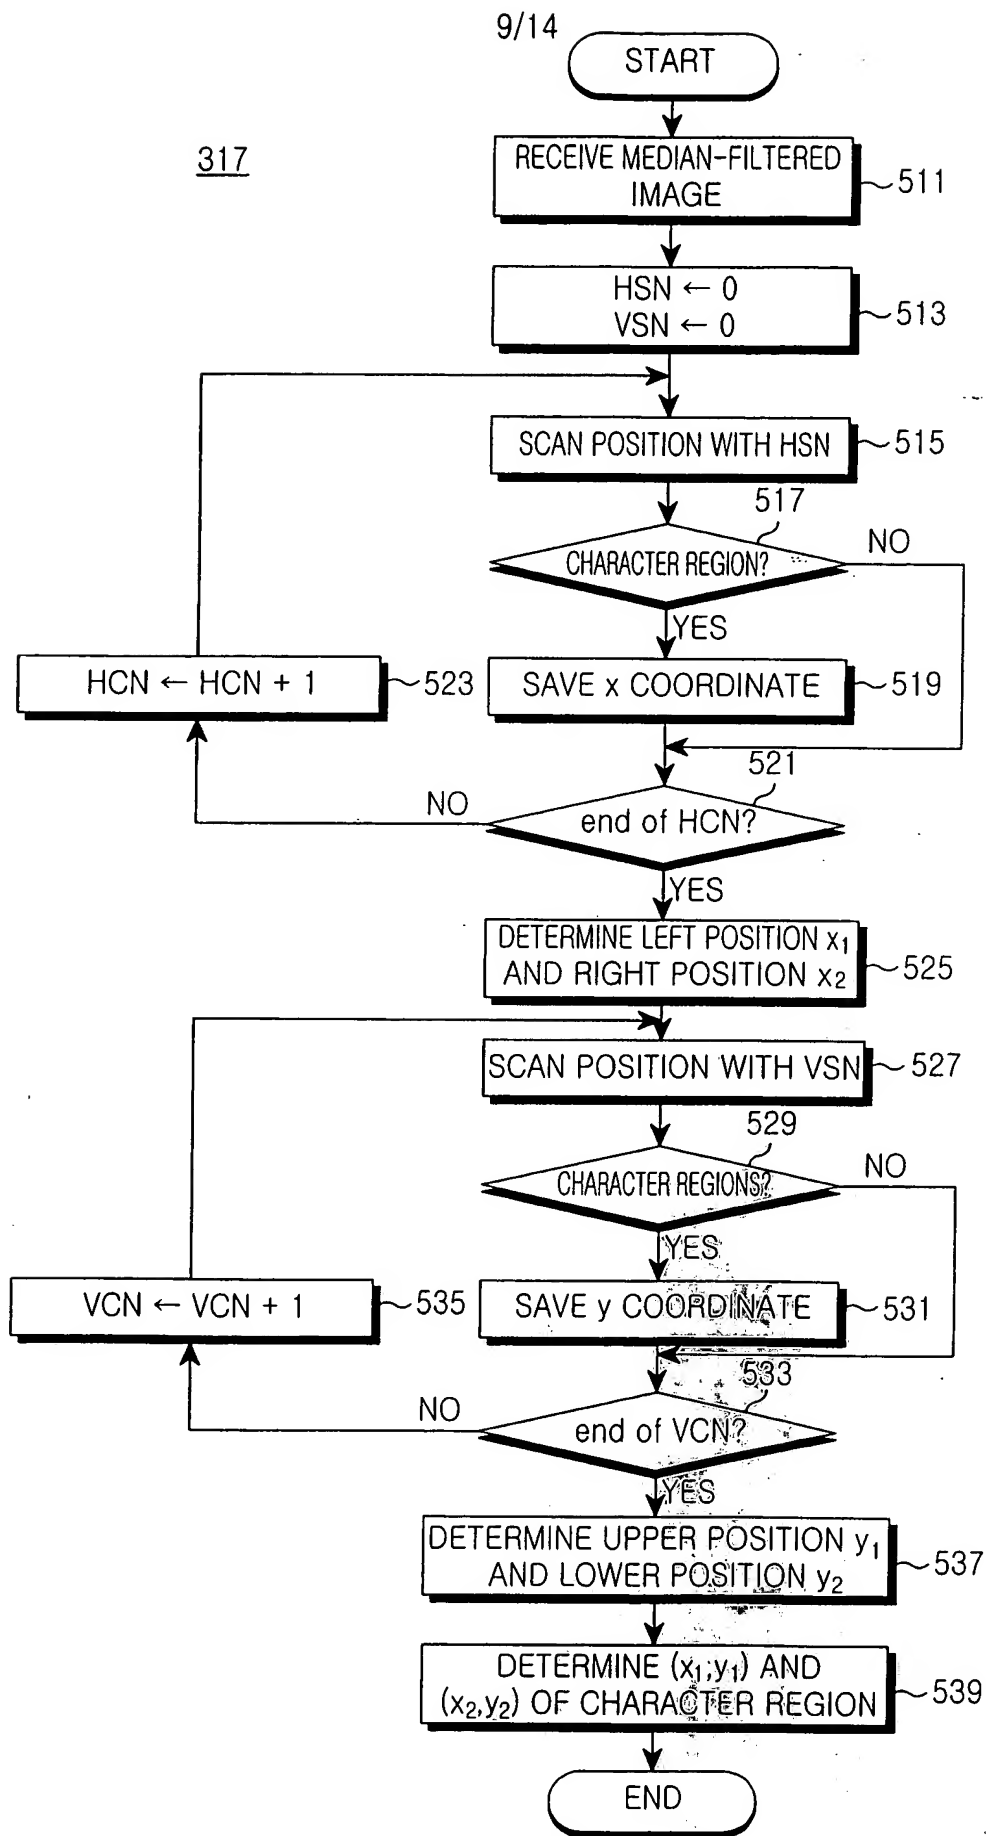 9/14
START
317
RECEIVE MEDIAN-FILTERED
IMAGE
511
HSN ← 0
VSN ← 0
513
SCAN POSITION WITH HSN
515
517
CHARACTER REGION?
NO
YES
HCN ← HCN + 1
523
SAVE x COORDINATE
519
521
NO
end of HCN?
YES
DETERMINE LEFT POSITION x₁
AND RIGHT POSITION x₂
525
SCAN POSITION WITH VSN
527
529
CHARACTER REGIONS?
NO
YES
VCN ← VCN + 1
535
SAVE y COORDINATE
531
533
NO
end of VCN?
YES
DETERMINE UPPER POSITION y₁
AND LOWER POSITION y₂
537
DETERMINE (x₁,y₁) AND
(x₂,y₂) OF CHARACTER REGION
539
END